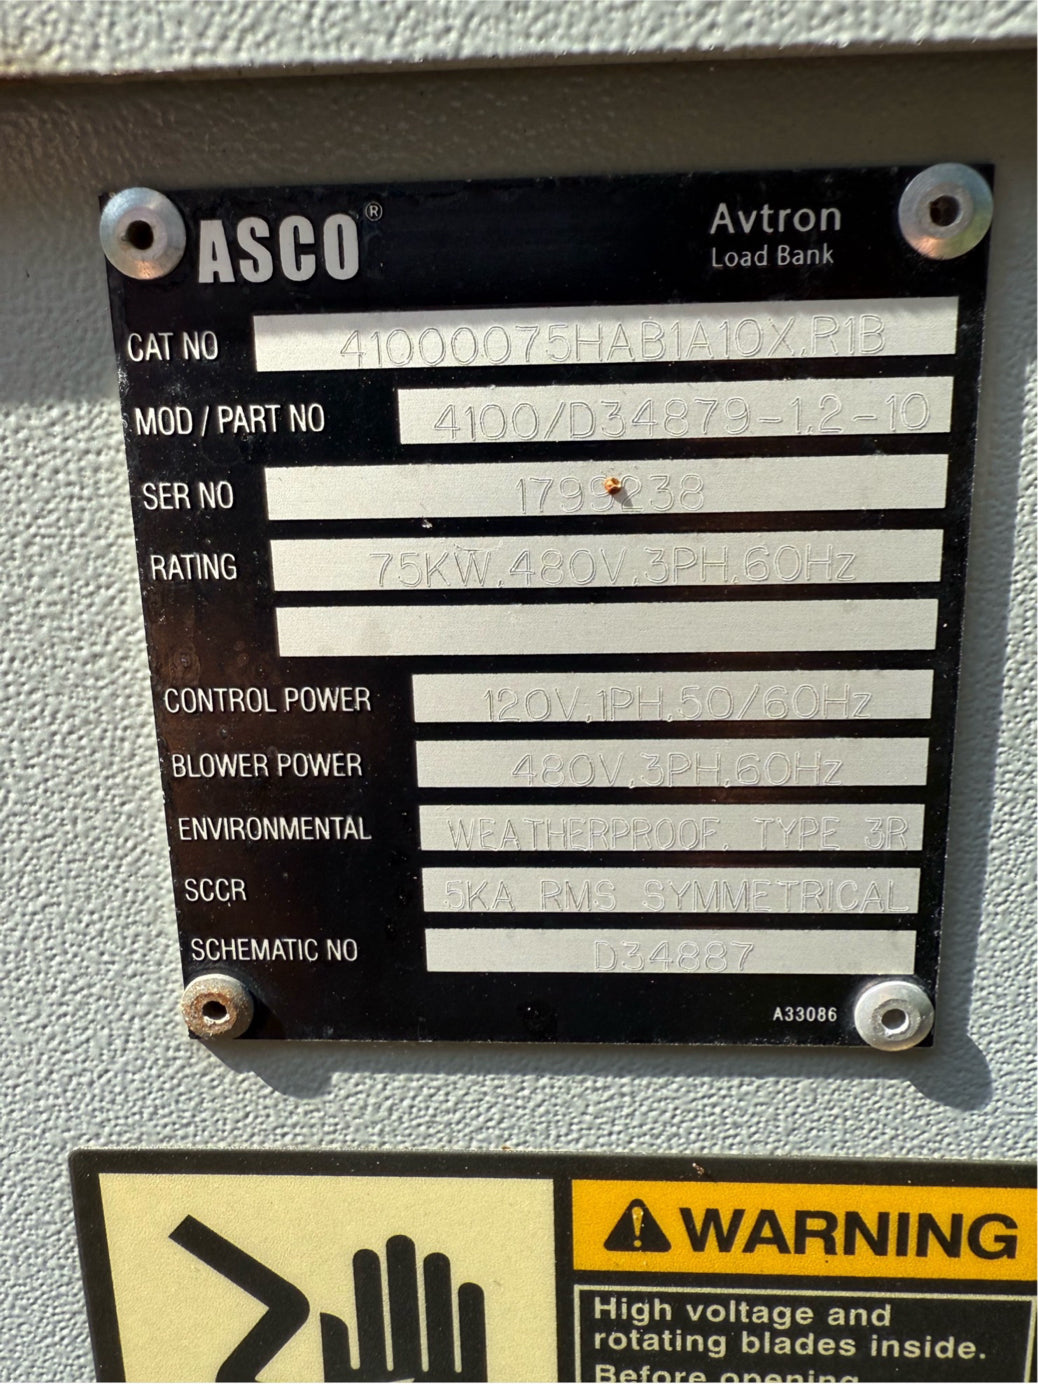 ASCO®
Avtron
Load Bank
CAT NO 41000075HAB1A10X,R1B
MOD / PART NO 4100/D34879-1.2-10
SER NO 1799238
RATING 75KW,480V,3PH,60Hz
CONTROL POWER 120V,1PH,50/60Hz
BLOWER POWER 480V,3PH,60Hz
ENVIRONMENTAL WEATHERPROOF, TYPE 3R
SCCR 5KA RMS SYMMETRICAL
SCHEMATIC NO D34887
A33086
WARNING
High voltage and
rotating blades inside.
Before opening